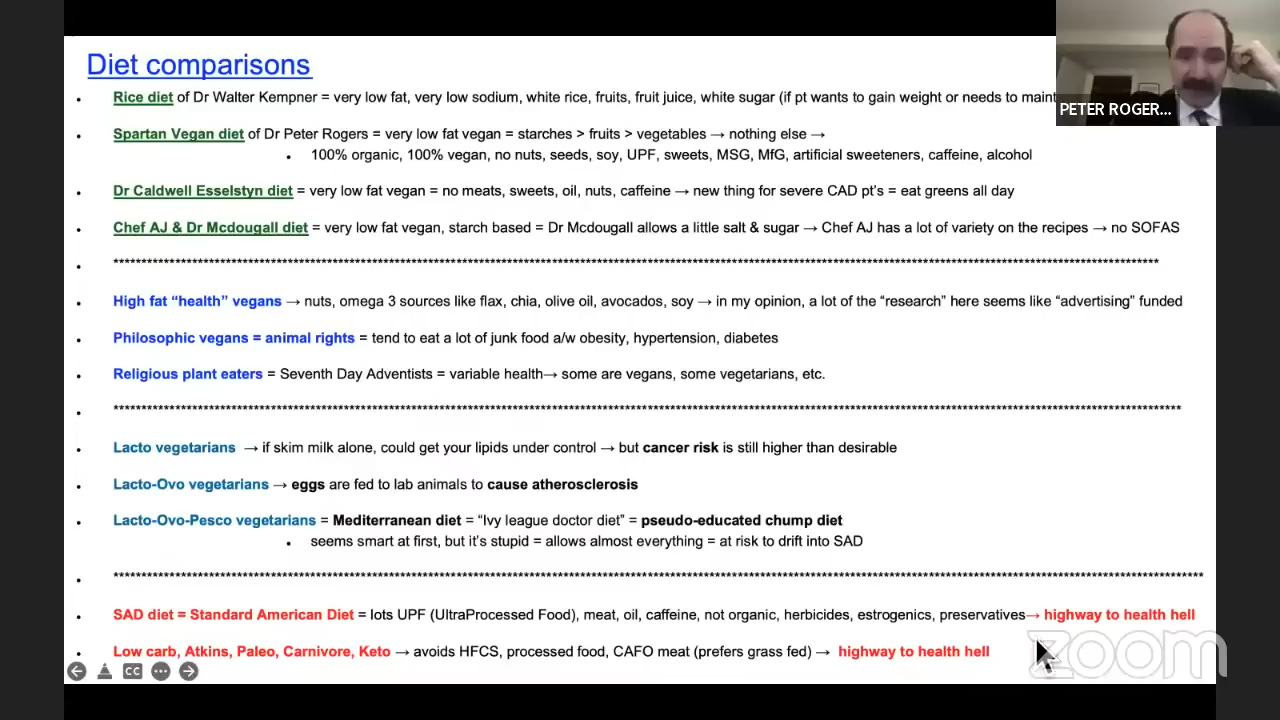 Diet comparisons
PETER ROGER...
• Rice diet of Dr Walter Kempner = very low fat, very low sodium, white rice, fruits, fruit juice, white sugar (if pt wants to gain weight or needs to maint
• Spartan Vegan diet of Dr Peter Rogers = very low fat vegan = starches > fruits > vegetables → nothing else →
• 100% organic, 100% vegan, no nuts, seeds, soy, UPF, sweets, MSG, MfG, artificial sweeteners, caffeine, alcohol
• Dr Caldwell Esselstyn diet = very low fat vegan = no meats, sweets, oil, nuts, caffeine → new thing for severe CAD pt's = eat greens all day
• Chef AJ & Dr Mcdougall diet = very low fat vegan, starch based = Dr Mcdougall allows a little salt & sugar → Chef AJ has a lot of variety on the recipes → no SOFAS
• High fat “health” vegans → nuts, omega 3 sources like flax, chia, olive oil, avocados, soy → in my opinion, a lot of the “research” here seems like “advertising” funded
• Philosophic vegans = animal rights = tend to eat a lot of junk food a/w obesity, hypertension, diabetes
• Religious plant eaters = Seventh Day Adventists = variable health→ some are vegans, some vegetarians, etc.
• Lacto vegetarians → if skim milk alone, could get your lipids under control → but cancer risk is still higher than desirable
• Lacto-Ovo vegetarians → eggs are fed to lab animals to cause atherosclerosis
• Lacto-Ovo-Pesco vegetarians = Mediterranean diet = “Ivy league doctor diet” = pseudo-educated chump diet
• seems smart at first, but it's stupid = allows almost everything = at risk to drift into SAD
• SAD diet = Standard American Diet = lots UPF (UltraProcessed Food), meat, oil, caffeine, not organic, herbicides, estrogenics, preservatives→ highway to health hell
• Low carb, Atkins, Paleo, Carnivore, Keto → avoids HFCS, processed food, CAFO meat (prefers grass fed) → highway to health hell
CC
zoom